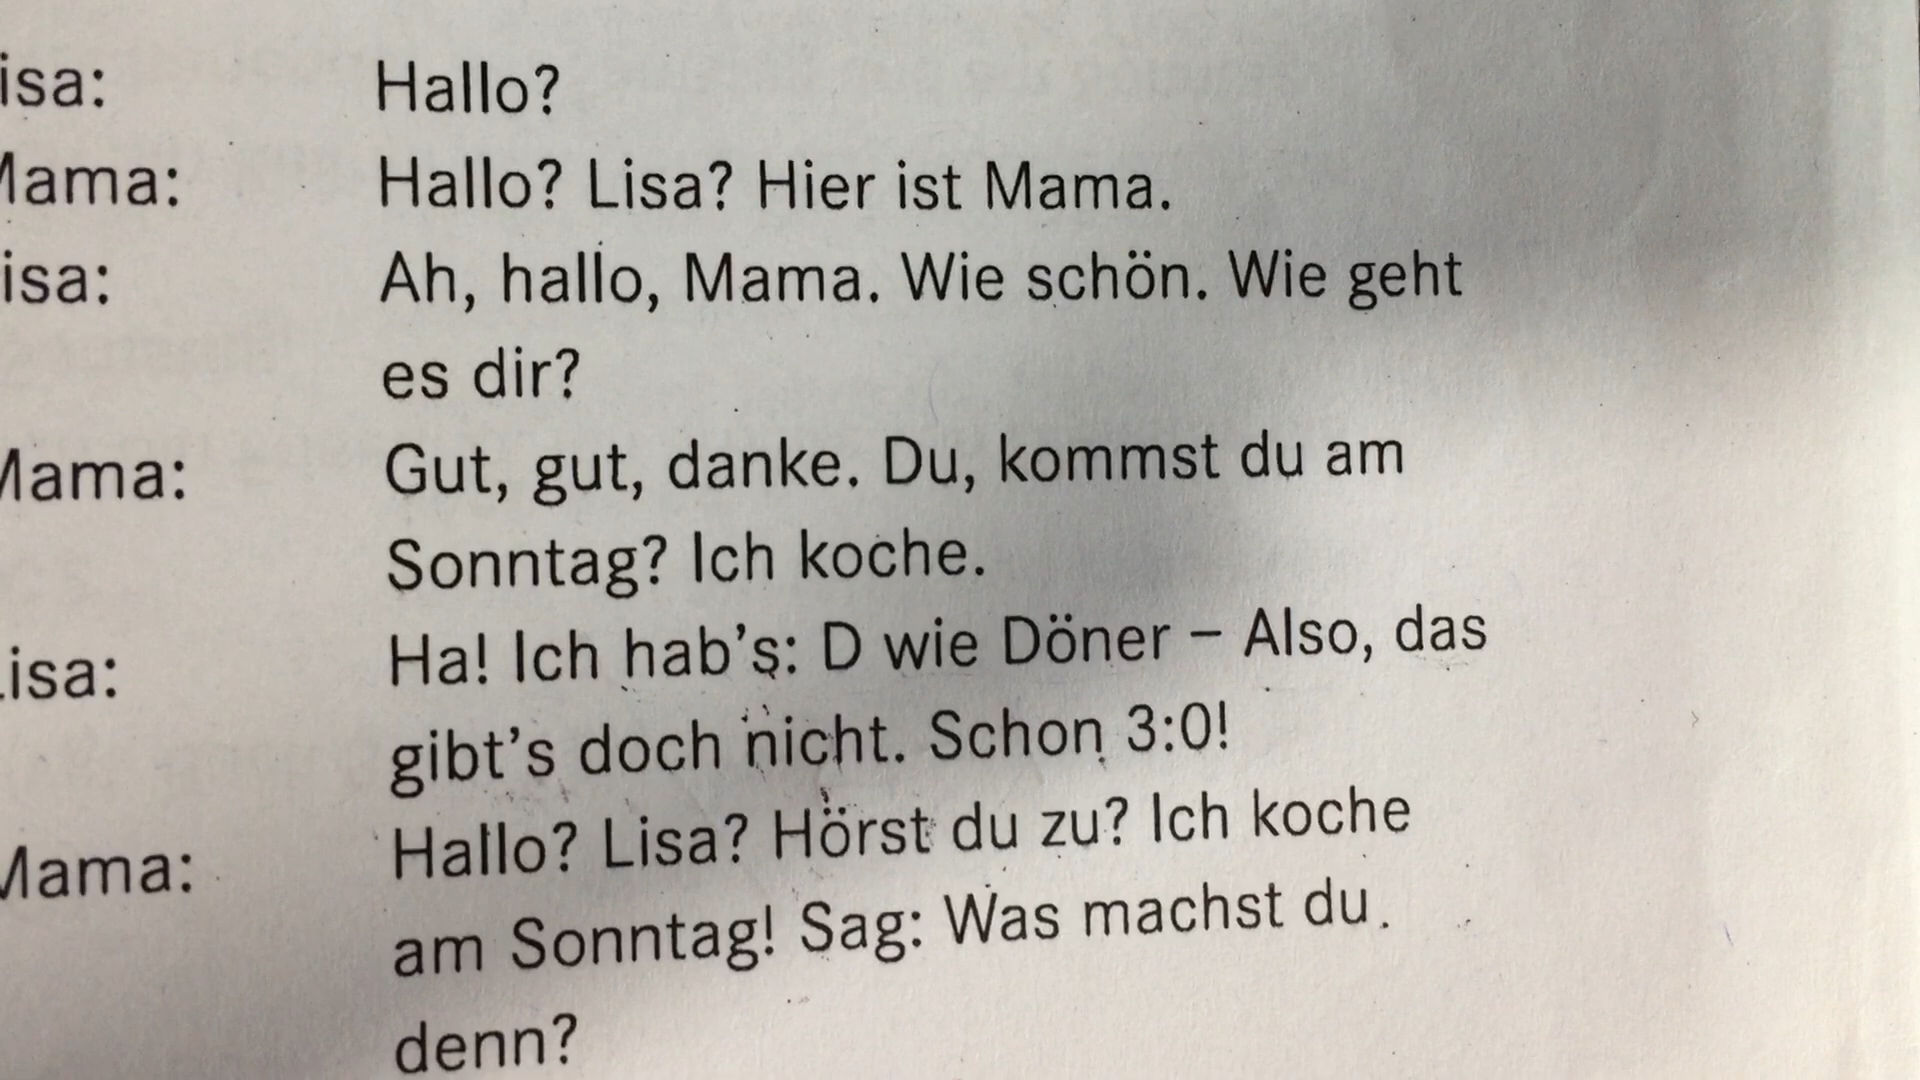 isa: Hallo?
Mama: Hallo? Lisa? Hier ist Mama.
isa: Ah, hallo, Mama. Wie schön. Wie geht
es dir?
Mama: Gut, gut, danke. Du, kommst du am
Sonntag? Ich koche.
Lisa: Ha! Ich hab's: D wie Döner – Also, das
gibt's doch nicht. Schon 3:0!
Mama: Hallo? Lisa? Hörst du zu? Ich koche
am Sonntag! Sag: Was machst du
denn?